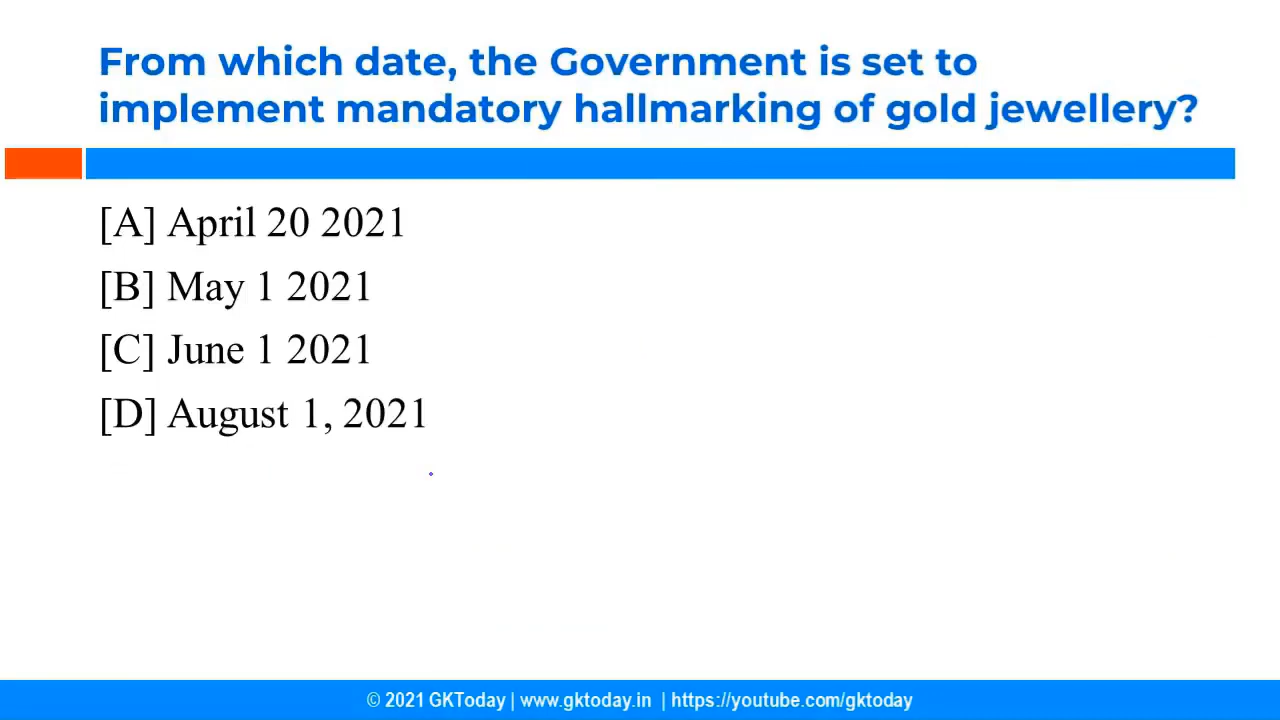 From which date, the Government is set to
implement mandatory hallmarking of gold jewellery?
[A] April 20 2021
[B] May 1 2021
[C] June 1 2021
[D] August 1, 2021
© 2021 GKToday | www.gktoday.in | https://youtube.com/gktoday